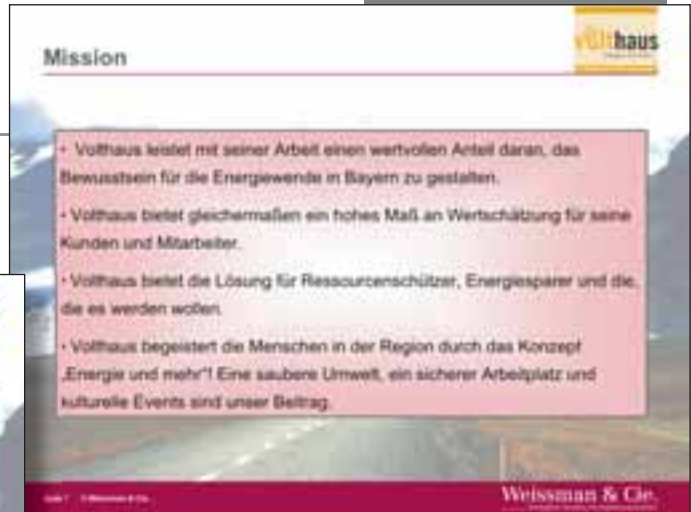 Mission
volthaus
• Volthaus leistet mit seiner Arbeit einen wertvollen Anteil daran, das
Bewusstsein für die Energiewende in Bayern zu gestalten.
• Volthaus bietet gleichermaßen ein hohes Maß an Wertschätzung für seine
Kunden und Mitarbeiter.
• Volthaus bietet die Lösung für Ressourcenschützer, Energiesparer und die,
die es werden wollen.
• Volthaus begeistert die Menschen in der Region durch das Konzept
„Energie und mehr“! Eine saubere Umwelt, ein sicherer Arbeitplatz und
kulturelle Events sind unser Beitrag.
Weissman & Cie.